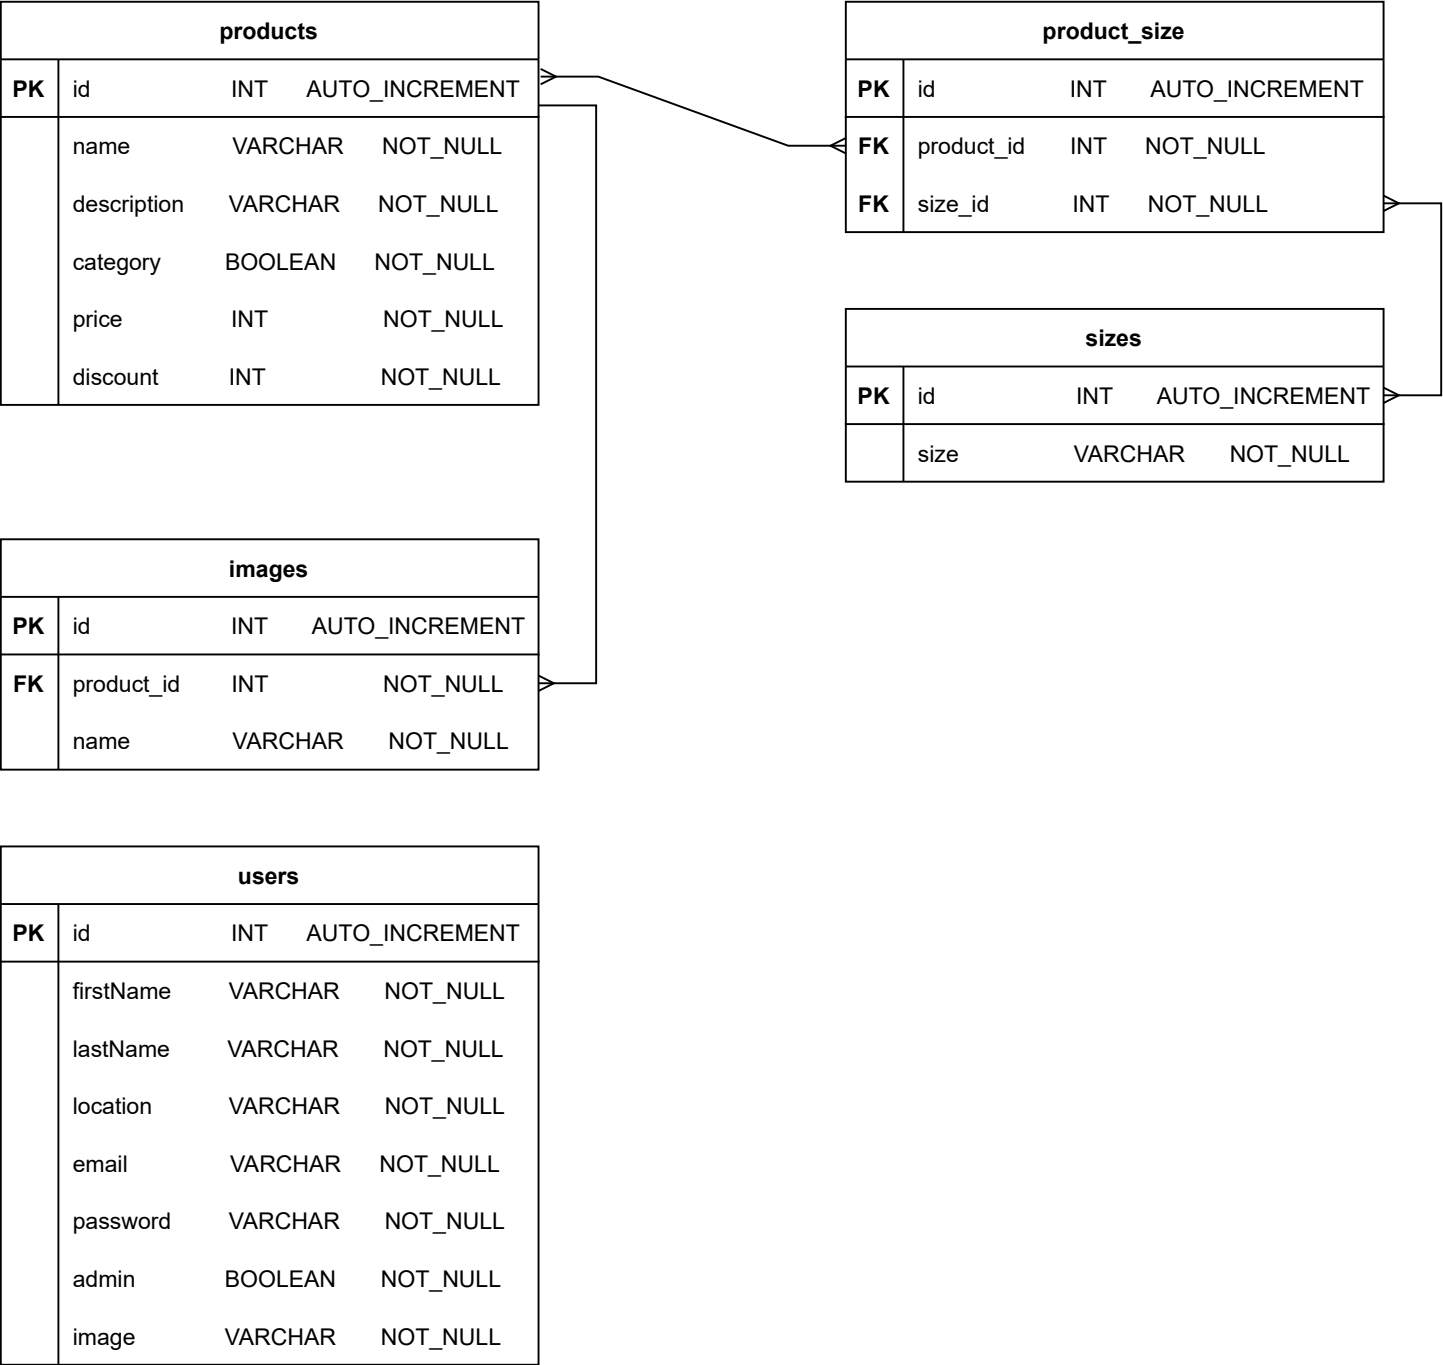 products
PK id INT AUTO_INCREMENT
name VARCHAR NOT_NULL
description VARCHAR NOT_NULL
category BOOLEAN NOT_NULL
price INT NOT_NULL
discount INT NOT_NULL
product_size
PK id INT AUTO_INCREMENT
FK product_id INT NOT_NULL
FK size_id INT NOT_NULL
sizes
PK id INT AUTO_INCREMENT
size VARCHAR NOT_NULL
images
PK id INT AUTO_INCREMENT
FK product_id INT NOT_NULL
name VARCHAR NOT_NULL
users
PK id INT AUTO_INCREMENT
firstName VARCHAR NOT_NULL
lastName VARCHAR NOT_NULL
location VARCHAR NOT_NULL
email VARCHAR NOT_NULL
password VARCHAR NOT_NULL
admin BOOLEAN NOT_NULL
image VARCHAR NOT_NULL